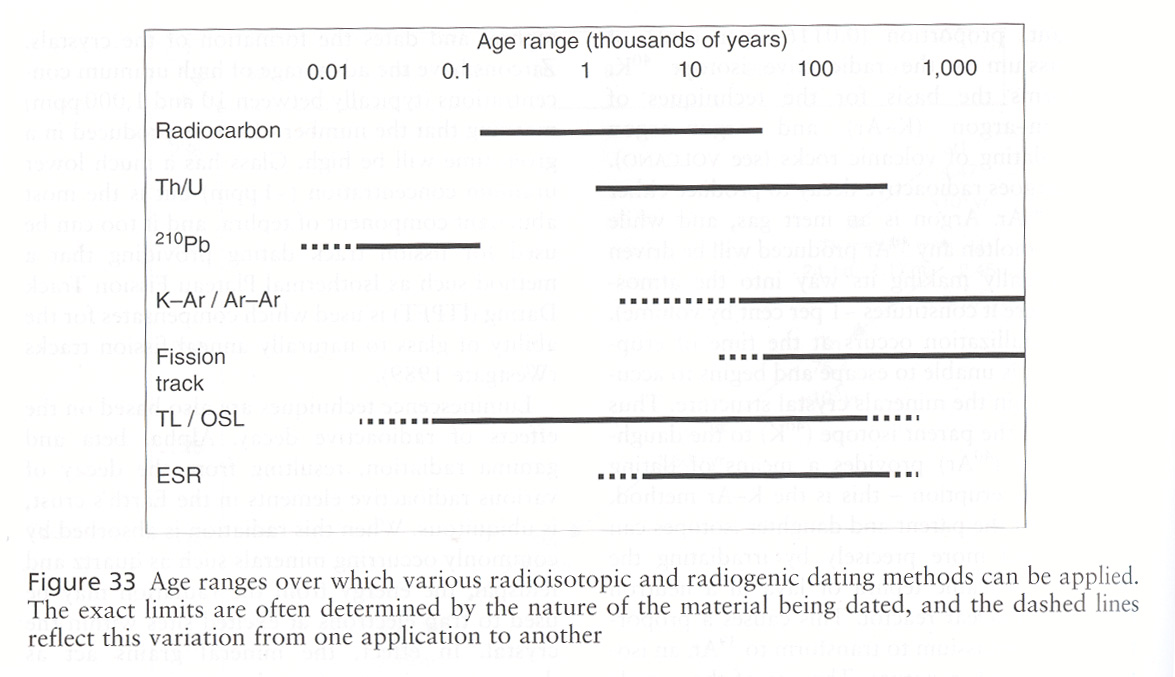 Age range (thousands of years)
0.01 0.1 1 10 100 1,000
Radiocarbon
Th/U
²¹⁰Pb
K–Ar / Ar–Ar
Fission
track
TL / OSL
ESR
Figure 33 Age ranges over which various radioisotopic and radiogenic dating methods can be applied.
The exact limits are often determined by the nature of the material being dated, and the dashed lines
reflect this variation from one application to another